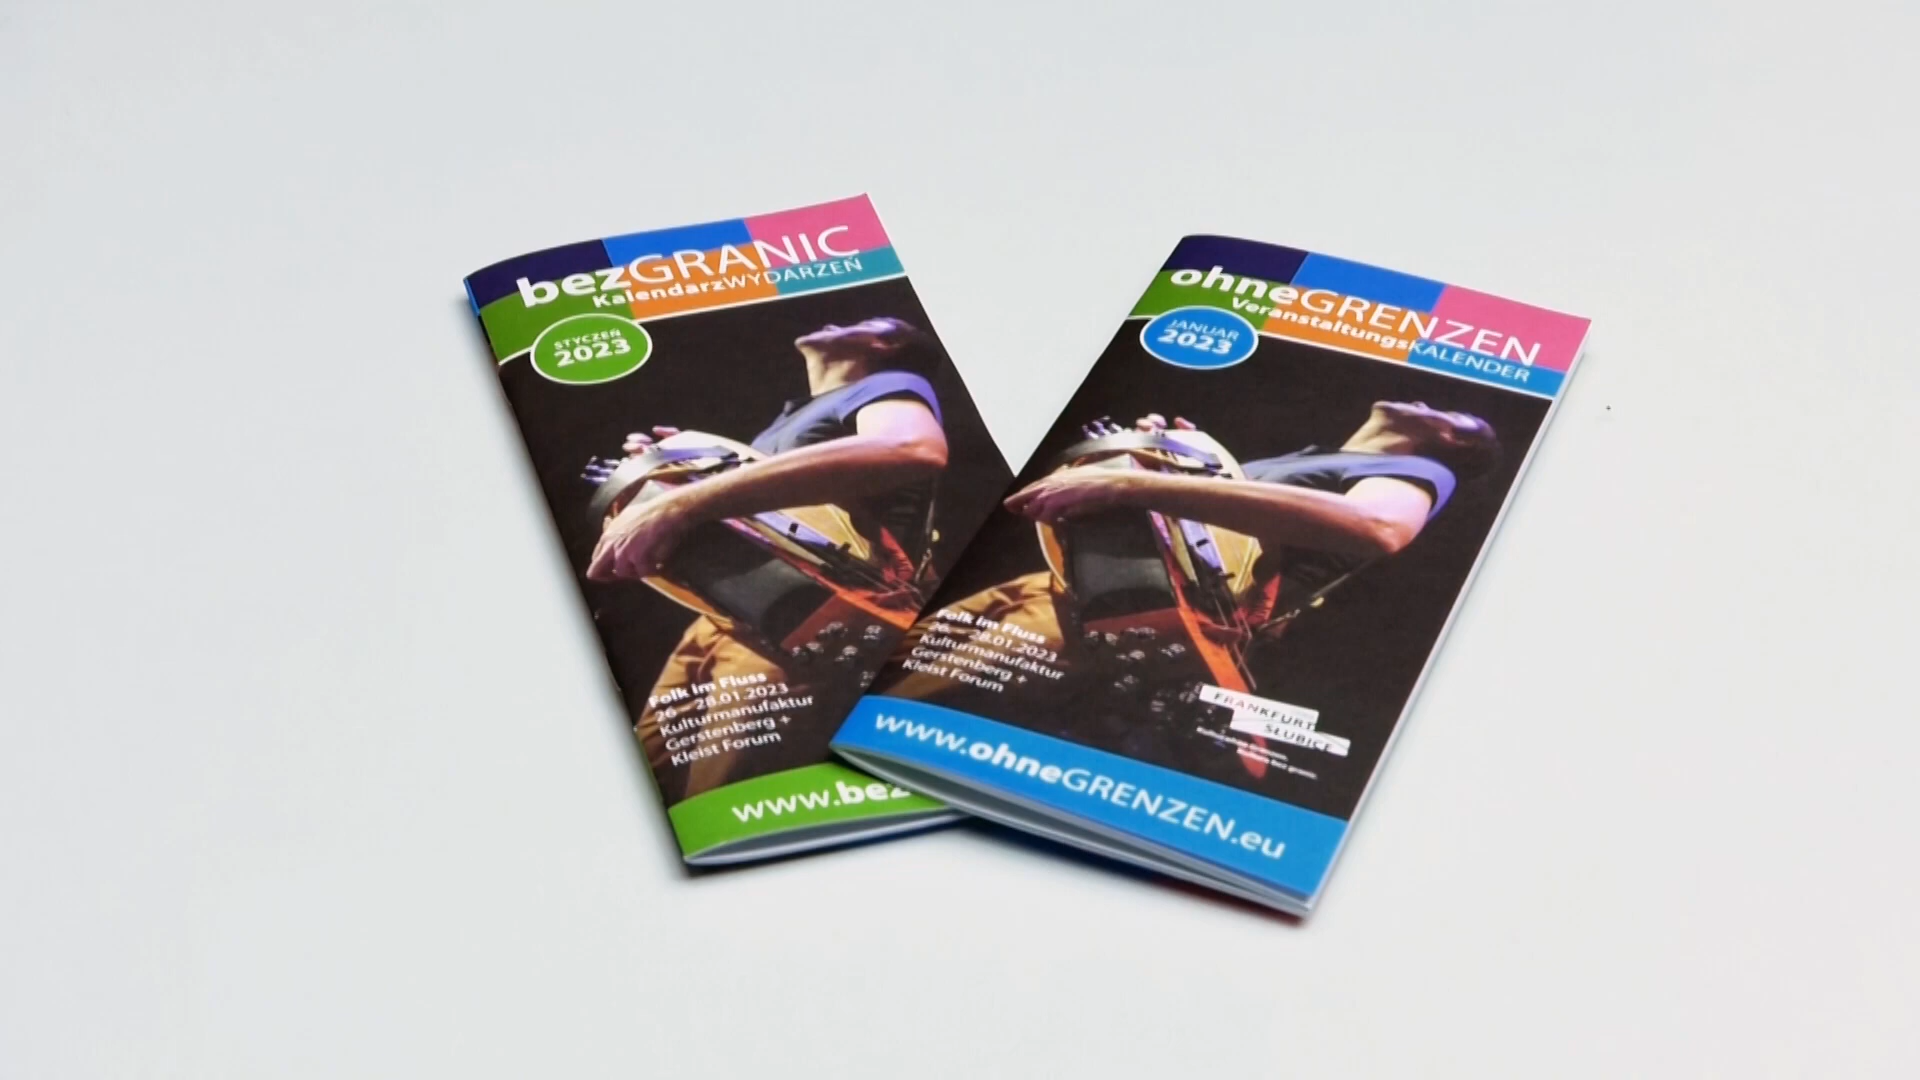 bezGRANIC
KalendarzWYDARZEŃ
STYCZEŃ
2023
Folk im Fluss
26 – 28.01.2023
Kulturmanufaktur
Gerstenberg +
Kleist Forum
www.bez
ohneGRENZEN
VeranstaltungsKALENDER
JANUAR
2023
Folk im Fluss
26 – 28.01.2023
Kulturmanufaktur
Gerstenberg +
Kleist Forum
FRANKFURT
SŁUBICE
www.ohneGRENZEN.eu